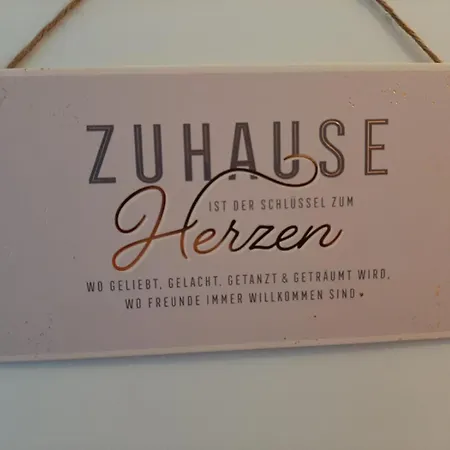 ZUHAUSE
IST DER SCHLÜSSEL ZUM
Herzen
WO GELIEBT, GELACHT, GETANZT & GETRÄUMT WIRD,
WO FREUNDE IMMER WILLKOMMEN SIND ♥